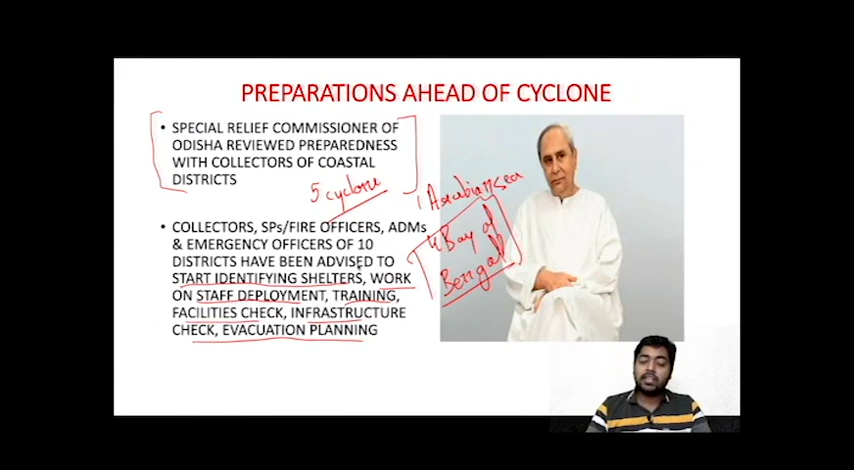 PREPARATIONS AHEAD OF CYCLONE
• SPECIAL RELIEF COMMISSIONER OF
ODISHA REVIEWED PREPAREDNESS
WITH COLLECTORS OF COASTAL
DISTRICTS
5 cyclone
1 Arabian sea
4 Bay of
Bengal
• COLLECTORS, SPs/FIRE OFFICERS, ADMs
& EMERGENCY OFFICERS OF 10
DISTRICTS HAVE BEEN ADVISED TO
START IDENTIFYING SHELTERS, WORK
ON STAFF DEPLOYMENT, TRAINING,
FACILITIES CHECK, INFRASTRUCTURE
CHECK, EVACUATION PLANNING